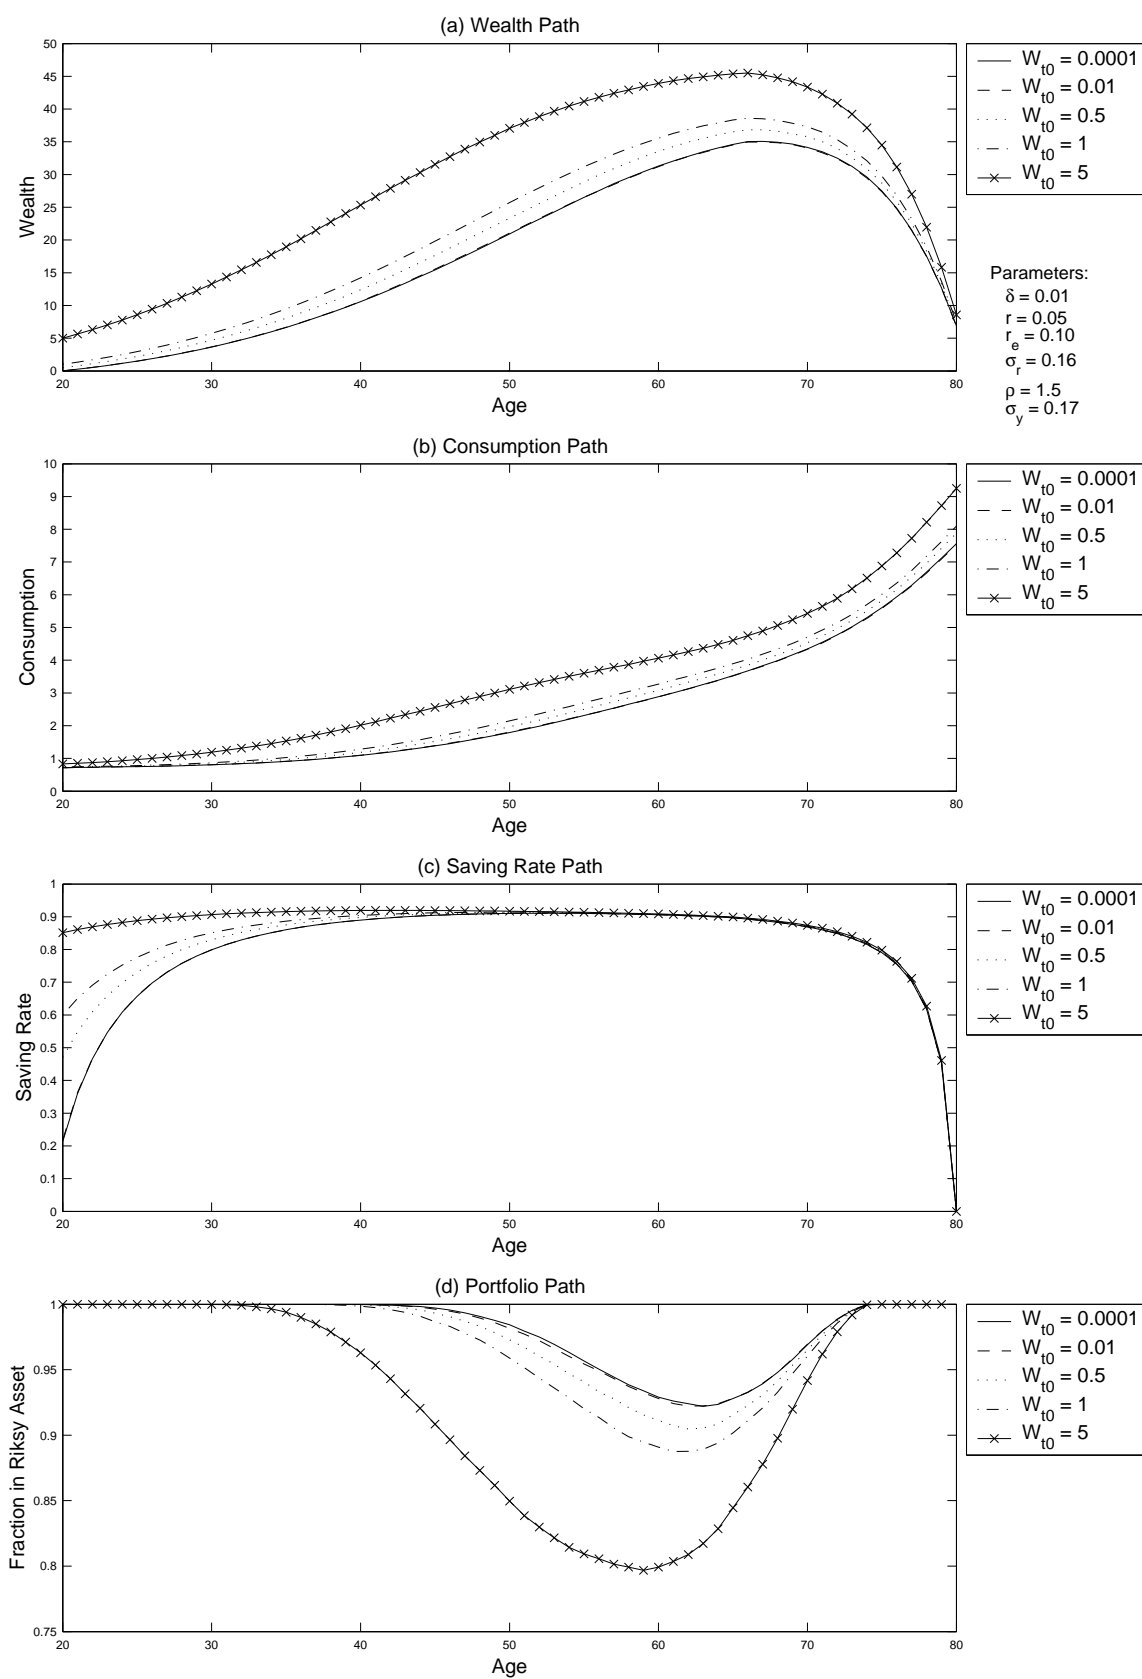 (a) Wealth Path
50
45
40
35
30
25
20
15
10
5
0
Wealth
20 30 40 50 60 70 80
Age
W_t0 = 0.0001
W_t0 = 0.01
W_t0 = 0.5
W_t0 = 1
W_t0 = 5
Parameters:
δ = 0.01
r = 0.05
r_e = 0.10
σ_r = 0.16
ρ = 1.5
σ_y = 0.17
(b) Consumption Path
10
9
8
7
6
5
4
3
2
1
0
Consumption
20 30 40 50 60 70 80
Age
W_t0 = 0.0001
W_t0 = 0.01
W_t0 = 0.5
W_t0 = 1
W_t0 = 5
(c) Saving Rate Path
1
0.9
0.8
0.7
0.6
0.5
0.4
0.3
0.2
0.1
0
Saving Rate
20 30 40 50 60 70 80
Age
W_t0 = 0.0001
W_t0 = 0.01
W_t0 = 0.5
W_t0 = 1
W_t0 = 5
(d) Portfolio Path
1
0.95
0.9
0.85
0.8
0.75
Fraction in Riksy Asset
20 30 40 50 60 70 80
Age
W_t0 = 0.0001
W_t0 = 0.01
W_t0 = 0.5
W_t0 = 1
W_t0 = 5